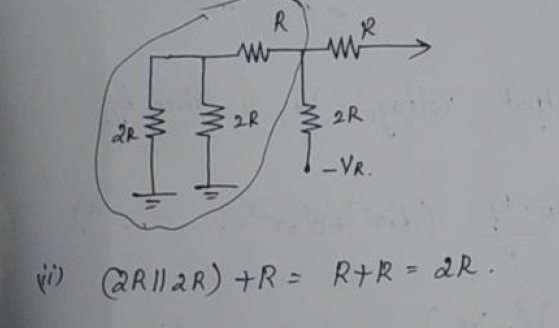 R R
2R 2R 2R
-VR.
(ii) (2R||2R) +R = R+R = 2R.